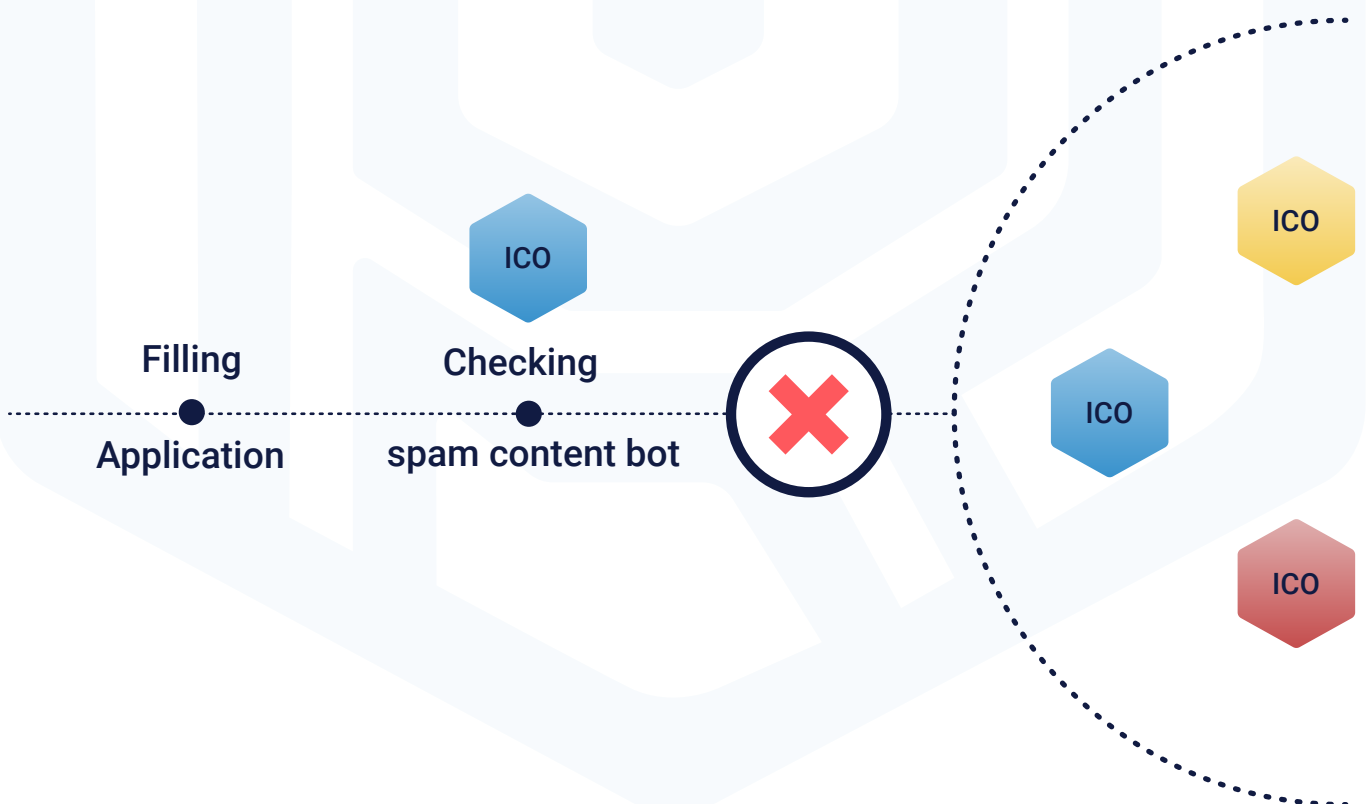 ICO
Filling
Application
Checking
spam content bot
ICO
ICO
ICO